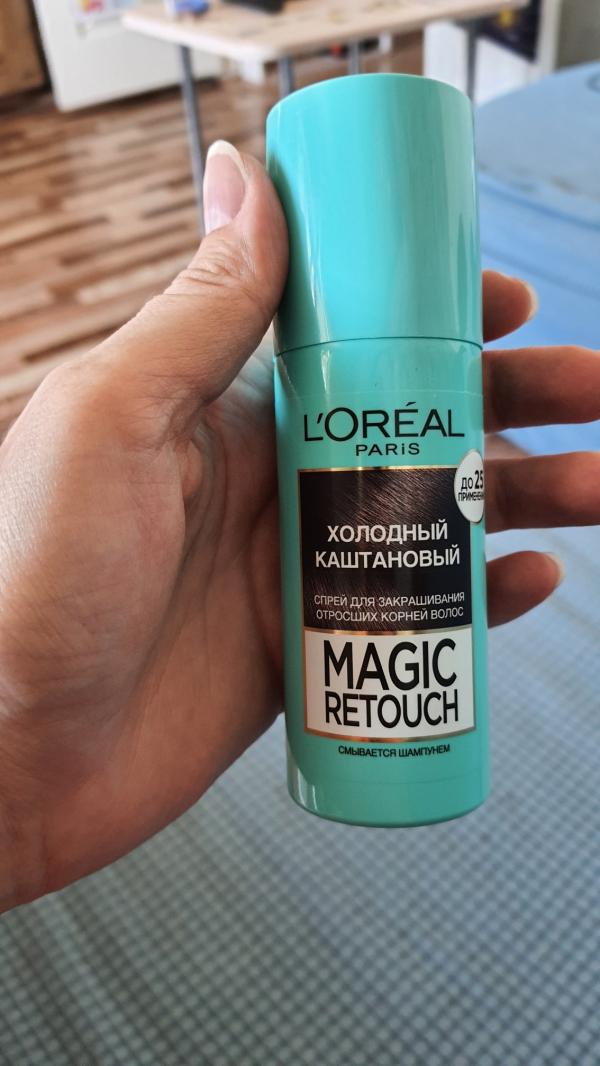 L'ORÉAL
PARIS
ДО 25
ПРИМЕНЕНИЙ
ХОЛОДНЫЙ
КАШТАНОВЫЙ
СПРЕЙ ДЛЯ ЗАКРАШИВАНИЯ
ОТРОСШИХ КОРНЕЙ ВОЛОС
MAGIC
RETOUCH
СМЫВАЕТСЯ ШАМПУНЕМ